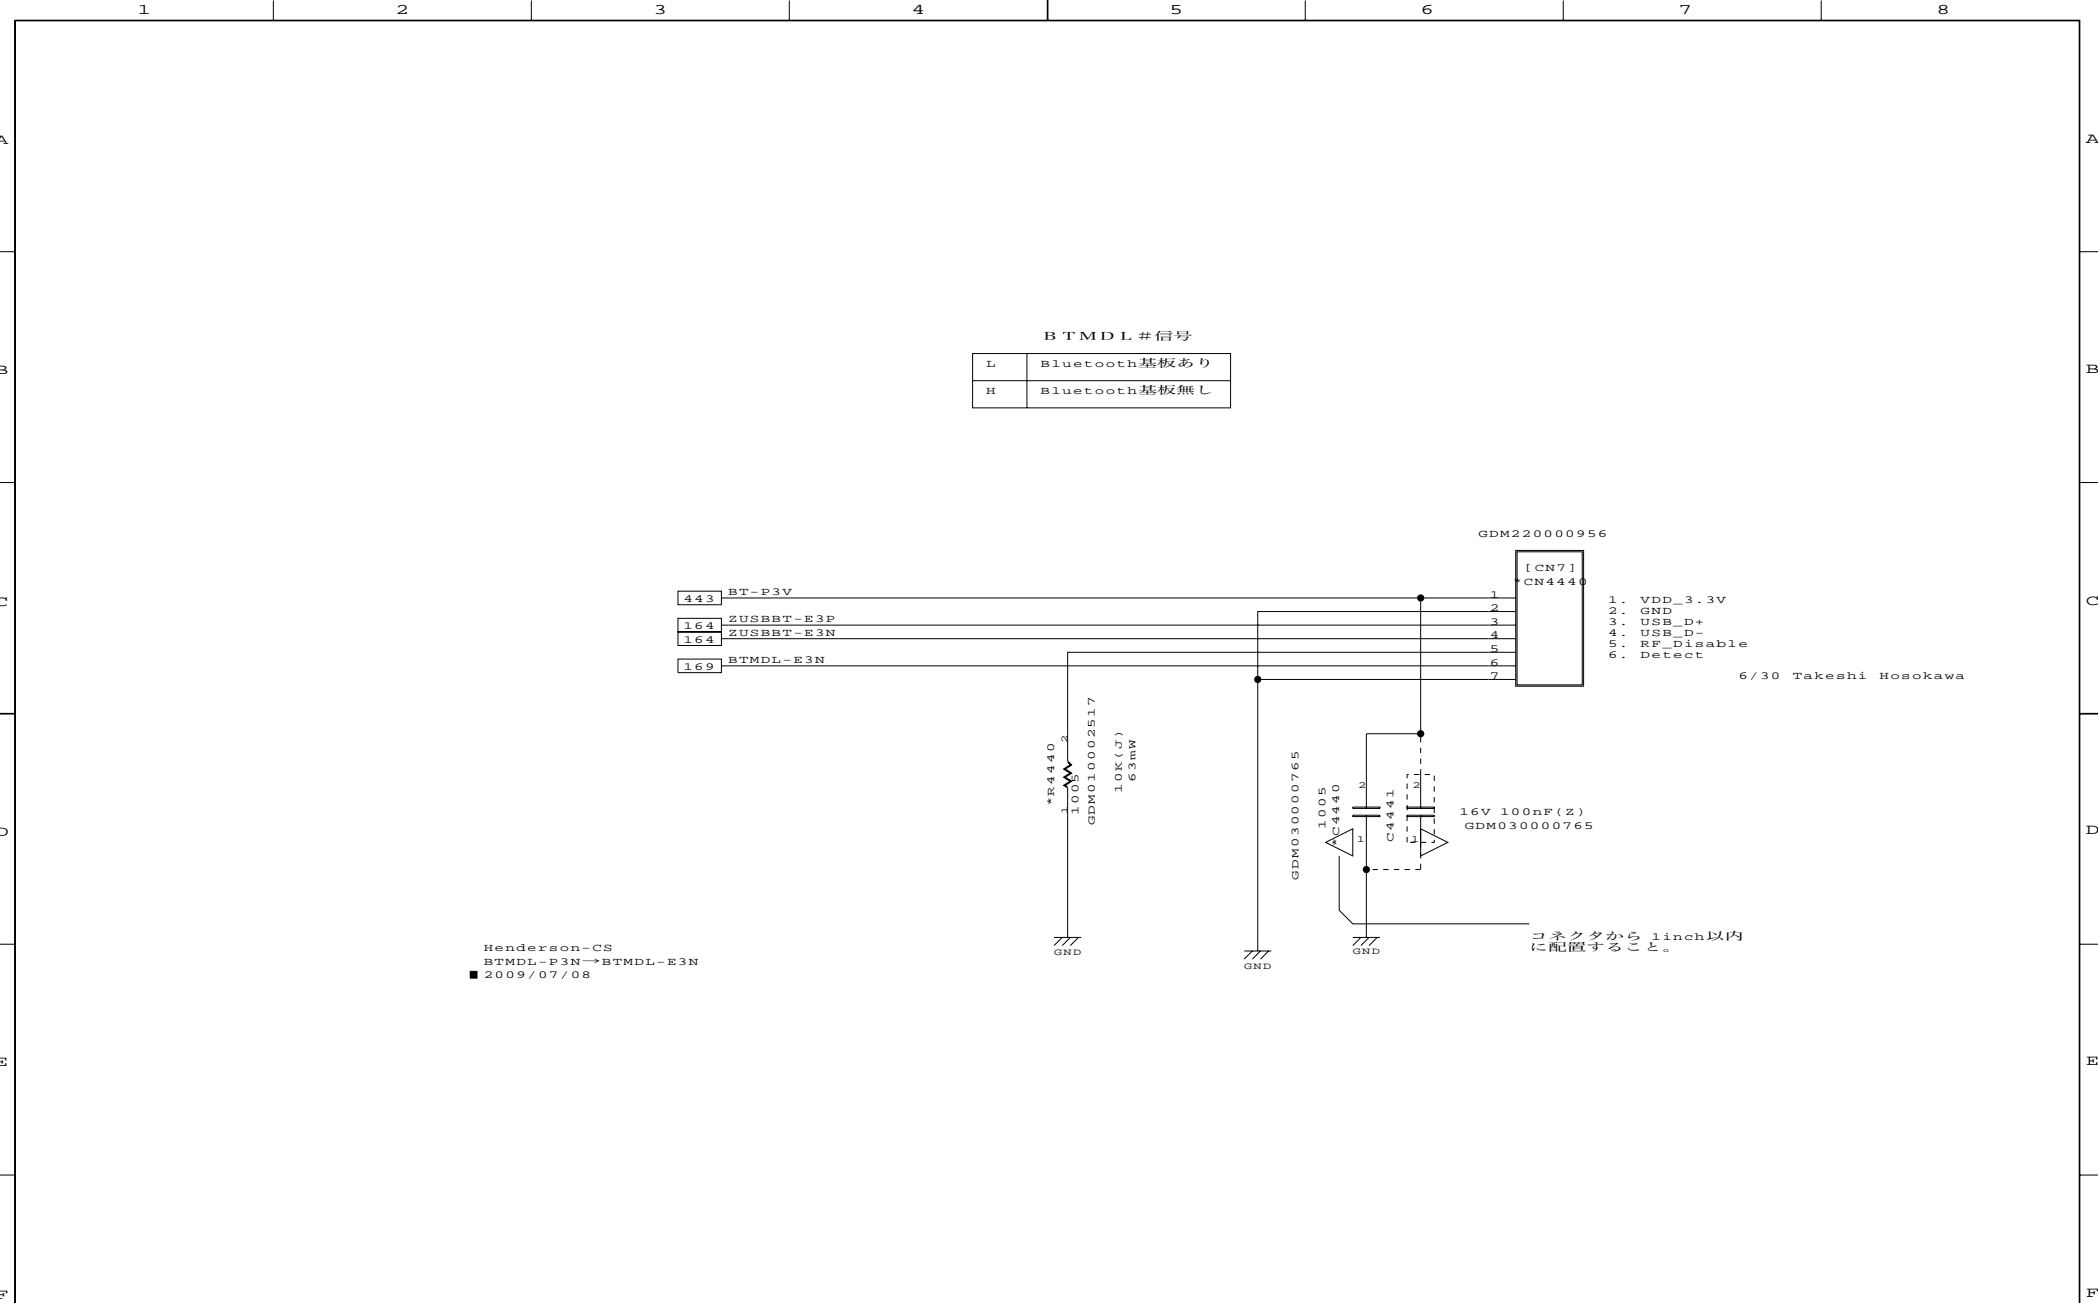 1 2 3 4 5 6 7 8
A A
BTMDL#信号
L Bluetooth基板あり
B B
H Bluetooth基板無し
GDM220000956
[CN7]
*CN4440
443 BT-P3V 1
2
164 ZUSBBT-E3P 3
164 ZUSBBT-E3N 4
5
169 BTMDL-E3N 6
7
C C
1. VDD_3.3V
2. GND
3. USB_D+
4. USB_D-
5. RF_Disable
6. Detect
6/30 Takeshi Hosokawa
*R4440
1005
GDM010002517
10K(J)
63mW
2
1
GDM030000765
1005
*C4440
2
1
C4441
2
1
16V 100nF(Z)
GDM030000765
D D
GND
GND
GND
コネクタから 1inch以内
に配置すること。
Henderson-CS
BTMDL-P3N→BTMDL-E3N
■2009/07/08
E E
F F